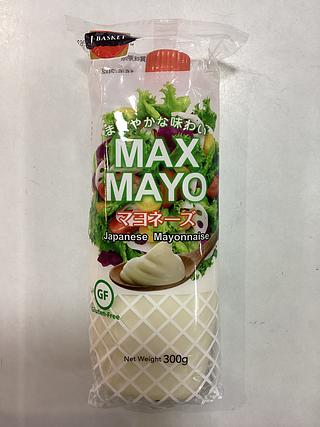 J-BASKET
まろやかな味わい
MAX
MAYO
マヨネーズ
Japanese Mayonnaise
GF
Gluten-Free
Net Weight 300g